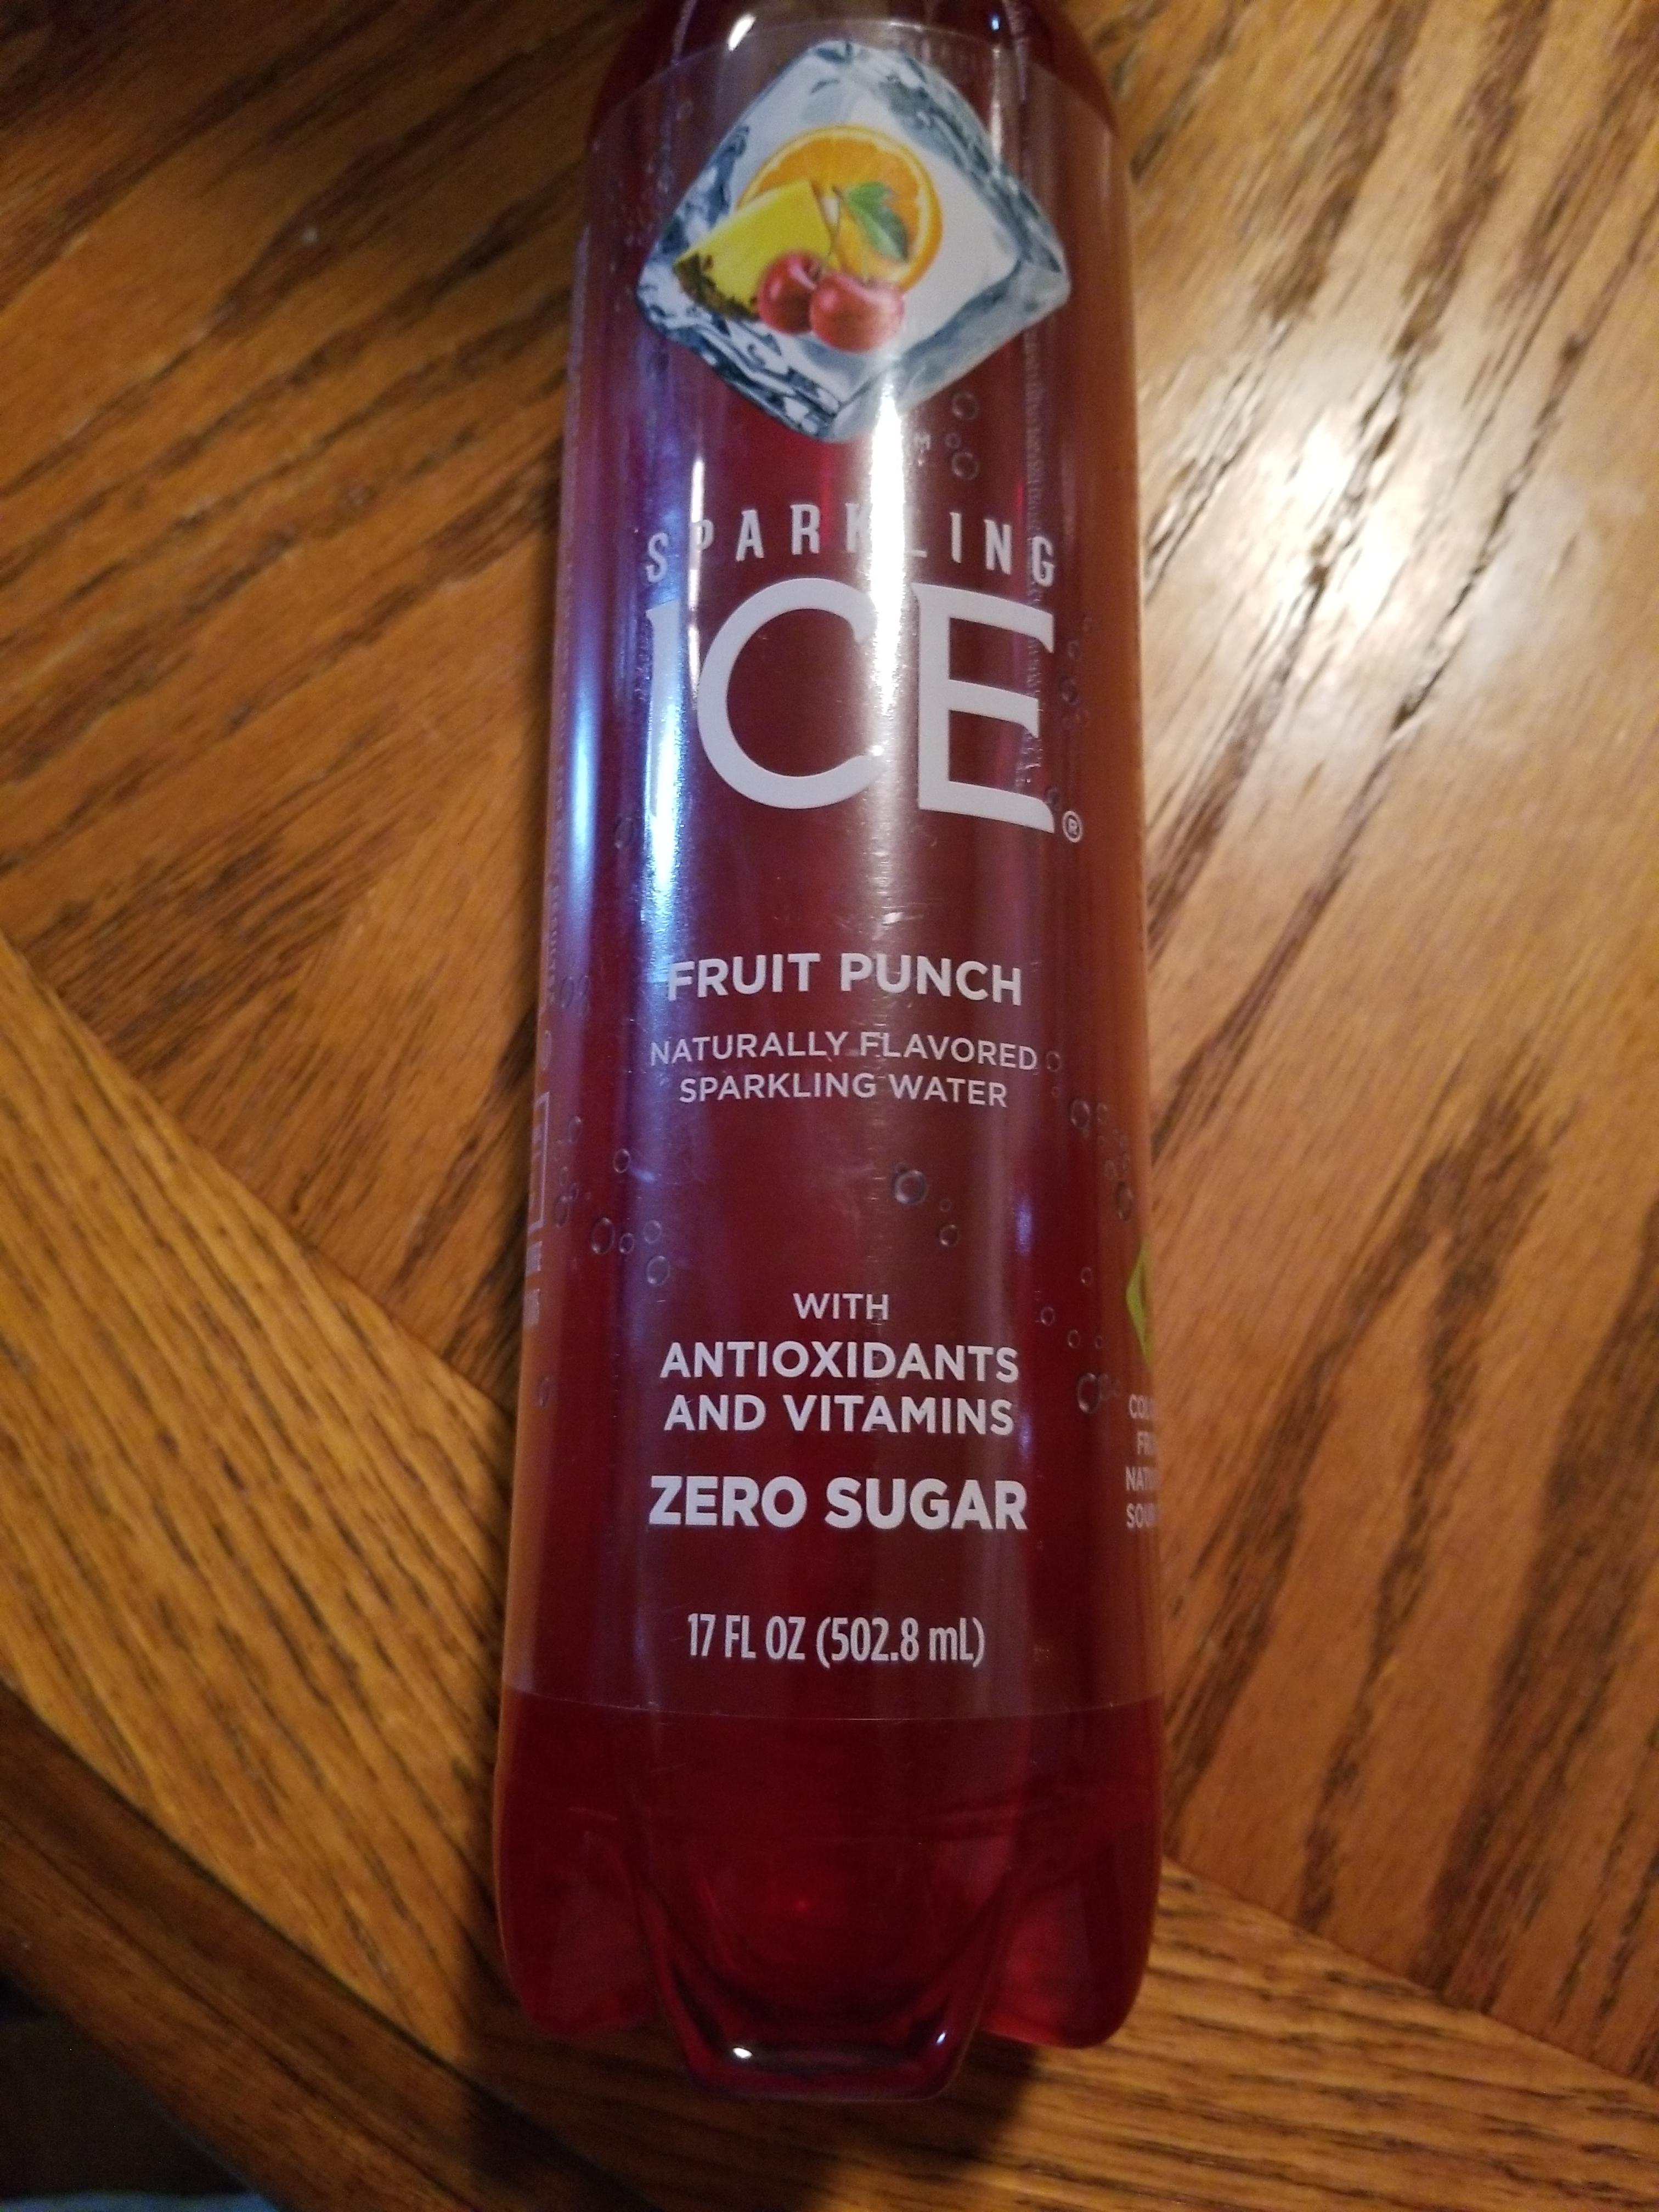 SPARKLING
ICE®
FRUIT PUNCH
NATURALLY FLAVORED
SPARKLING WATER
WITH
ANTIOXIDANTS
AND VITAMINS
ZERO SUGAR
17 FL OZ (502.8 mL)